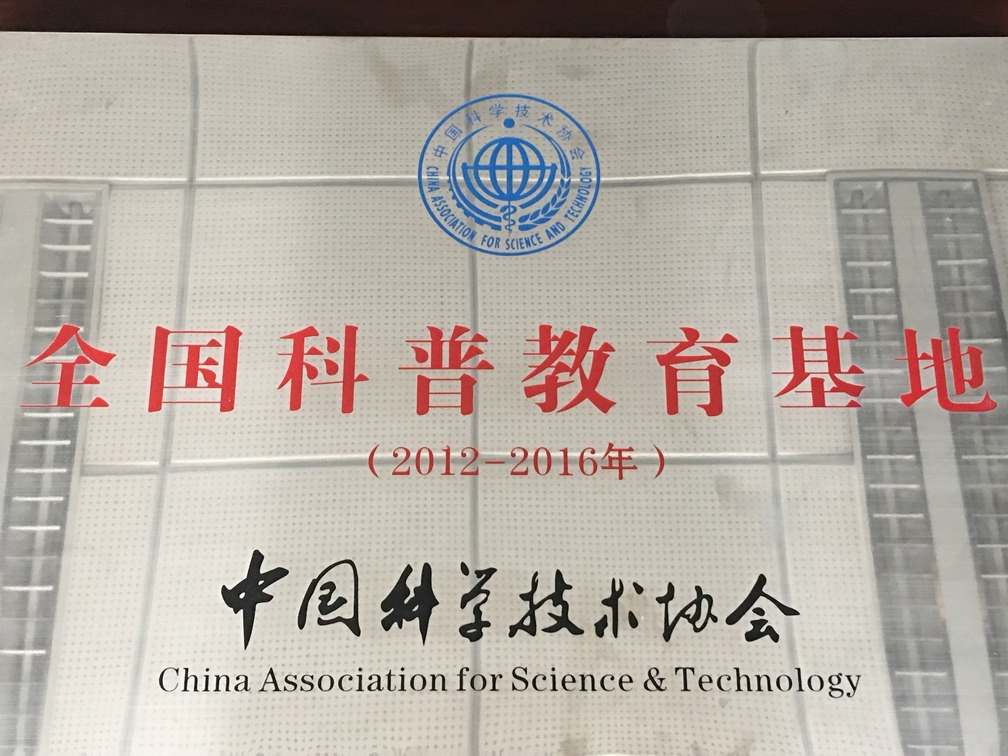 中国科学技术协会
CHINA ASSOCIATION FOR SCIENCE AND TECHNOLOGY
全国科普教育基地
(2012-2016年)
中国科学技术协会
China Association for Science & Technology